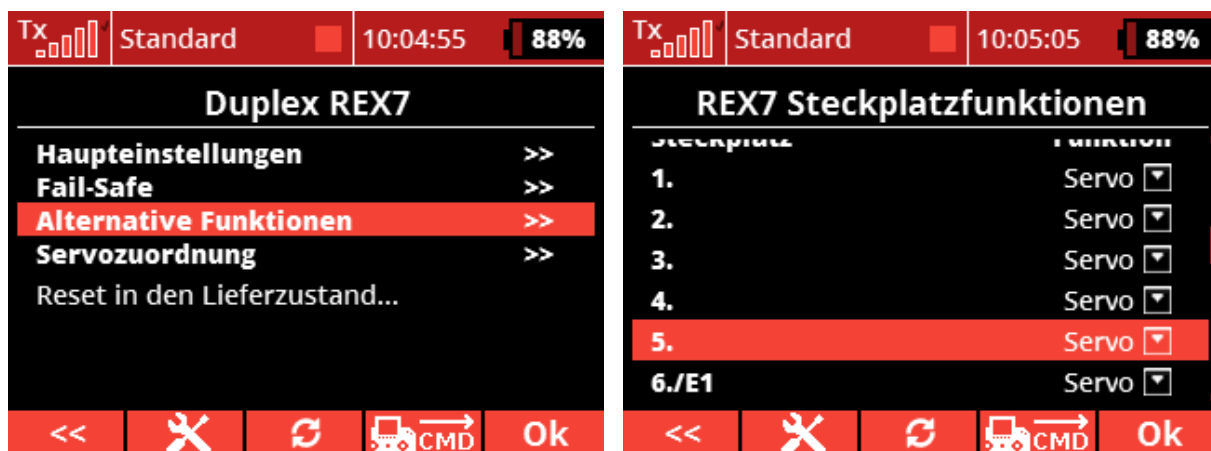 Tx Standard 10:04:55 88%
Duplex REX7
Haupteinstellungen >>
Fail-Safe >>
Alternative Funktionen >>
Servozuordnung >>
Reset in den Lieferzustand...
<< CMD Ok
Tx Standard 10:05:05 88%
REX7 Steckplatzfunktionen
Steckplatz Funktion
1. Servo
2. Servo
3. Servo
4. Servo
5. Servo
6./E1 Servo
<< CMD Ok